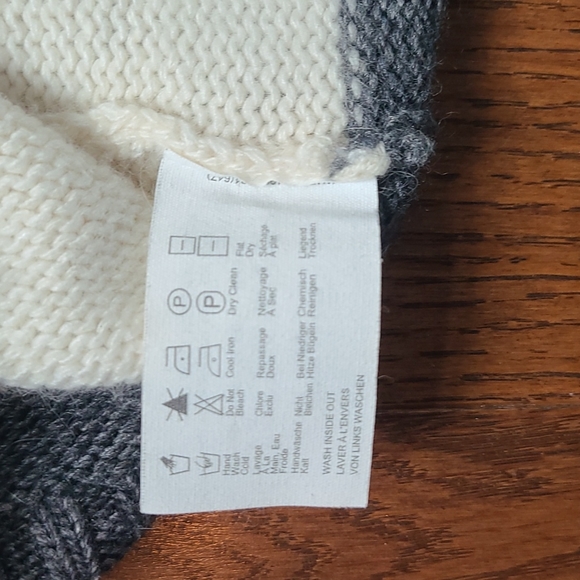 P
P
Hand
Wash
Cold
Do Not
Bleach
Cool Iron
Dry Clean
Flat
Dry
Lavage
À La
Main, Eau
Froide
Chlore
Exclu
Repassage
Doux
Nettoyage
À Sec
Séchage
À plat
Handwäsche
Kalt
Nicht
Bleichen
Bei Niedriger
Hitze Bügeln
Chemisch
Reinigen
Liegend
Trocknen
WASH INSIDE OUT
LAVER À L'ENVERS
VON LINKS WASCHEN